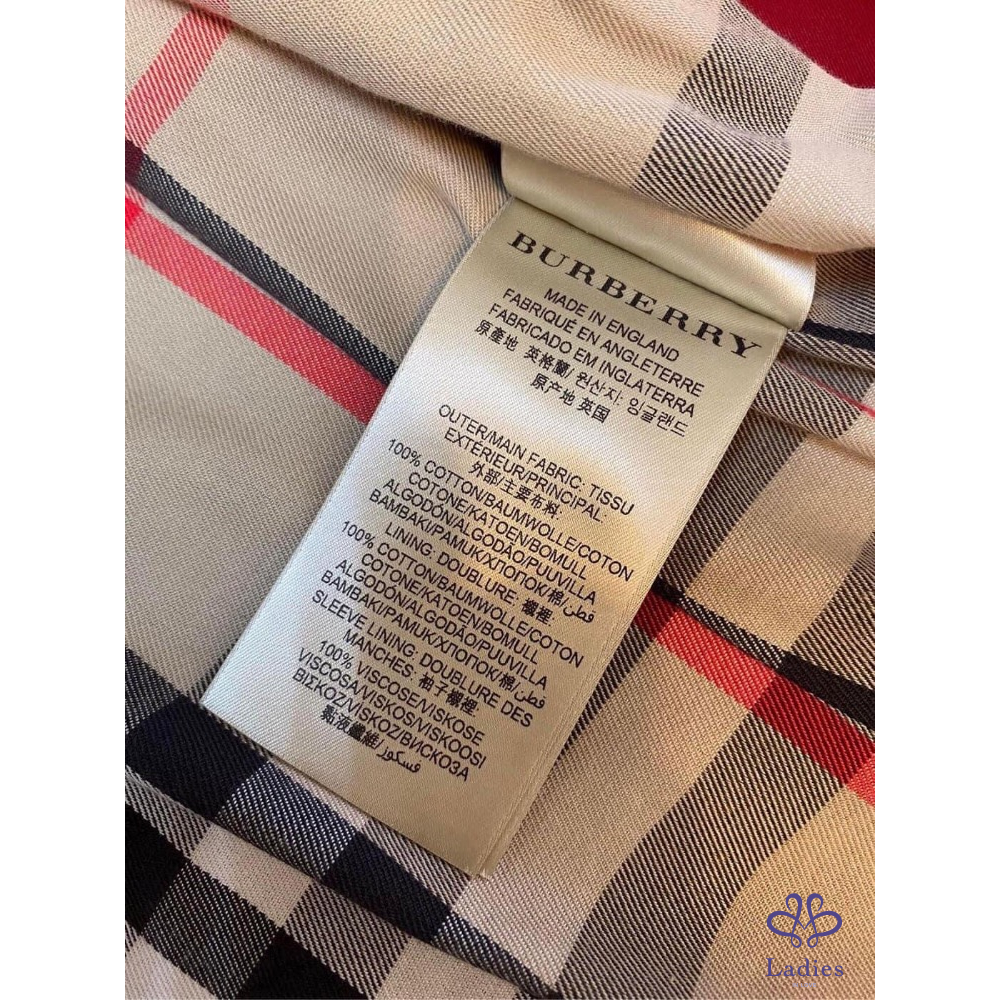 BURBERRY
MADE IN ENGLAND
FABRIQUÉ EN ANGLETERRE
FABRICADO EM INGLATERRA
原產地 英格蘭/ 원산지: 잉글랜드
原产地 英国
OUTER/MAIN FABRIC: TISSU
EXTÉRIEUR/PRINCIPAL:
外部/主要布料:
100% COTTON/BAUMWOLLE/COTON
COTONE/KATOEN/BOMULL
ALGODÓN/ALGODÃO/PUUVILLA
BAMBAKI/PAMUK/ХЛОПОК/棉/قطن
LINING: DOUBLURE: 襯裡:
100% COTTON/BAUMWOLLE/COTON
COTONE/KATOEN/BOMULL
ALGODÓN/ALGODÃO/PUUVILLA
BAMBAKI/PAMUK/ХЛОПОК/棉/قطن
SLEEVE LINING: DOUBLURE DES
MANCHES: 袖子襯裡:
100% VISCOSE/VISKOSE
VISCOSA/VISKOS/VISKOOSI
ΒΙΣΚΟΖ/VISKOZ/ВИСКОЗА
黏液纖維/فسكوز
Ladies